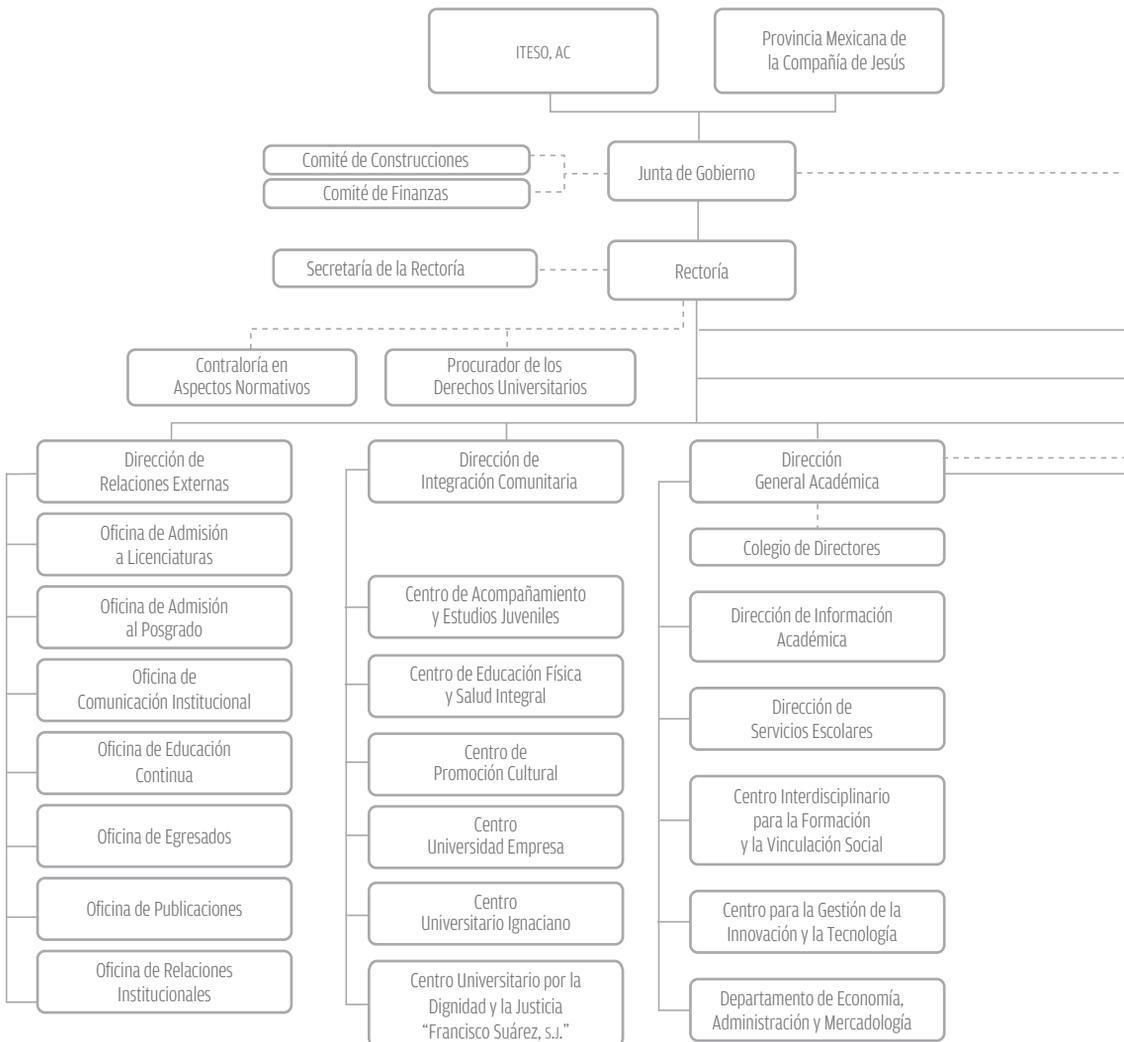 ITESO, AC
Provincia Mexicana de
la Compañía de Jesús
Comité de Construcciones
Comité de Finanzas
Junta de Gobierno
Secretaría de la Rectoría
Rectoría
Contraloría en
Aspectos Normativos
Procurador de los
Derechos Universitarios
Dirección de
Relaciones Externas
Oficina de Admisión
a Licenciaturas
Oficina de Admisión
al Posgrado
Oficina de
Comunicación Institucional
Oficina de Educación
Continua
Oficina de Egresados
Oficina de Publicaciones
Oficina de Relaciones
Institucionales
Dirección de
Integración Comunitaria
Centro de Acompañamiento
y Estudios Juveniles
Centro de Educación Física
y Salud Integral
Centro de
Promoción Cultural
Centro
Universidad Empresa
Centro
Universitario Ignaciano
Centro Universitario por la
Dignidad y la Justicia
“Francisco Suárez, S.J.”
Dirección
General Académica
Colegio de Directores
Dirección de Información
Académica
Dirección de
Servicios Escolares
Centro Interdisciplinario
para la Formación
y la Vinculación Social
Centro para la Gestión de la
Innovación y la Tecnología
Departamento de Economía,
Administración y Mercadología